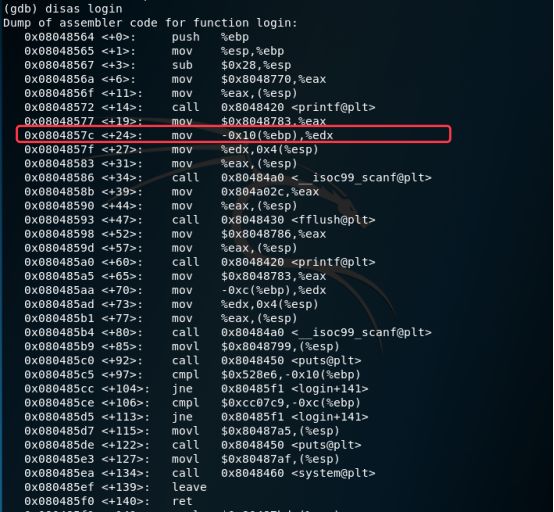 (gdb) disas login
Dump of assembler code for function login:
0x08048564 <+0>: push %ebp
0x08048565 <+1>: mov %esp,%ebp
0x08048567 <+3>: sub $0x28,%esp
0x0804856a <+6>: mov $0x8048770,%eax
0x0804856f <+11>: mov %eax,(%esp)
0x08048572 <+14>: call 0x8048420 <printf@plt>
0x08048577 <+19>: mov $0x8048783,%eax
0x0804857c <+24>: mov -0x10(%ebp),%edx
0x0804857f <+27>: mov %edx,0x4(%esp)
0x08048583 <+31>: mov %eax,(%esp)
0x08048586 <+34>: call 0x80484a0 <__isoc99_scanf@plt>
0x0804858b <+39>: mov 0x804a02c,%eax
0x08048590 <+44>: mov %eax,(%esp)
0x08048593 <+47>: call 0x8048430 <fflush@plt>
0x08048598 <+52>: mov $0x8048786,%eax
0x0804859d <+57>: mov %eax,(%esp)
0x080485a0 <+60>: call 0x8048420 <printf@plt>
0x080485a5 <+65>: mov $0x8048783,%eax
0x080485aa <+70>: mov -0xc(%ebp),%edx
0x080485ad <+73>: mov %edx,0x4(%esp)
0x080485b1 <+77>: mov %eax,(%esp)
0x080485b4 <+80>: call 0x80484a0 <__isoc99_scanf@plt>
0x080485b9 <+85>: movl $0x8048799,(%esp)
0x080485c0 <+92>: call 0x8048450 <puts@plt>
0x080485c5 <+97>: cmpl $0x528e6,-0x10(%ebp)
0x080485cc <+104>: jne 0x80485f1 <login+141>
0x080485ce <+106>: cmpl $0xcc07c9,-0xc(%ebp)
0x080485d5 <+113>: jne 0x80485f1 <login+141>
0x080485d7 <+115>: movl $0x80487a5,(%esp)
0x080485de <+122>: call 0x8048450 <puts@plt>
0x080485e3 <+127>: movl $0x80487af,(%esp)
0x080485ea <+134>: call 0x8048460 <system@plt>
0x080485ef <+139>: leave
0x080485f0 <+140>: ret